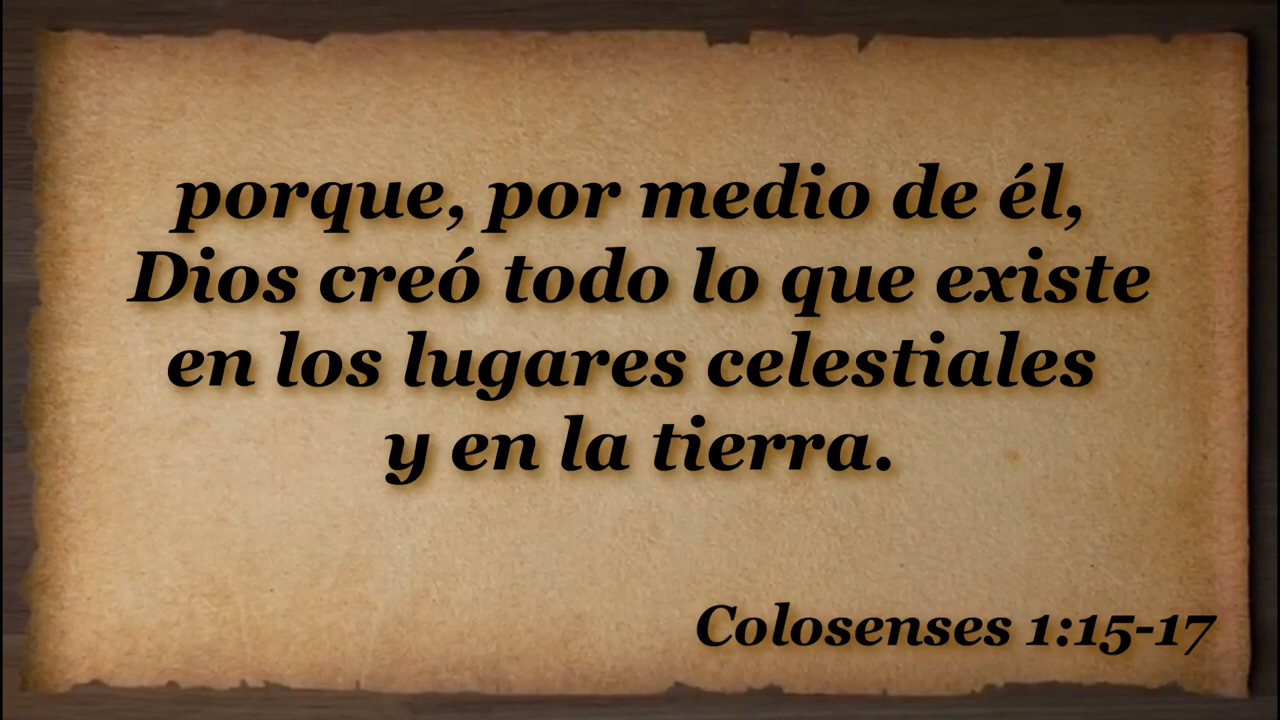 porque, por medio de él,
Dios creó todo lo que existe
en los lugares celestiales
y en la tierra.
Colosenses 1:15-17